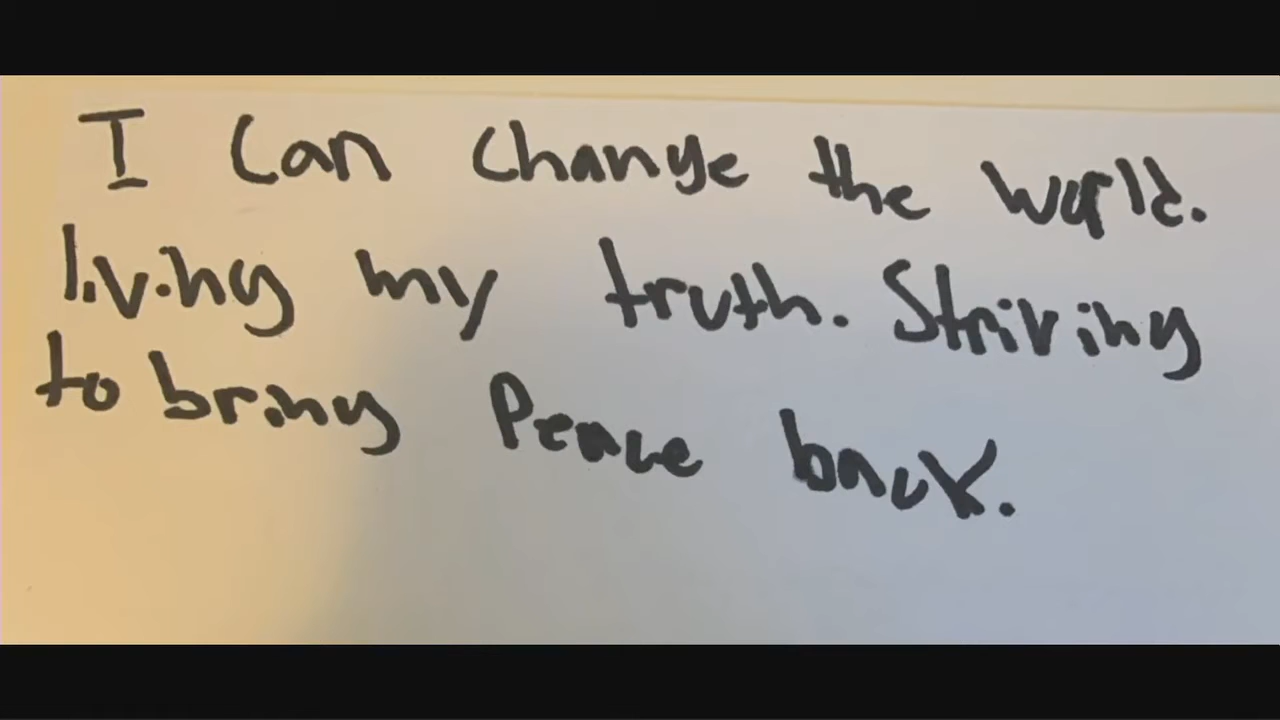 I Can change the world.
living my truth. Striving
to bring Peace back.